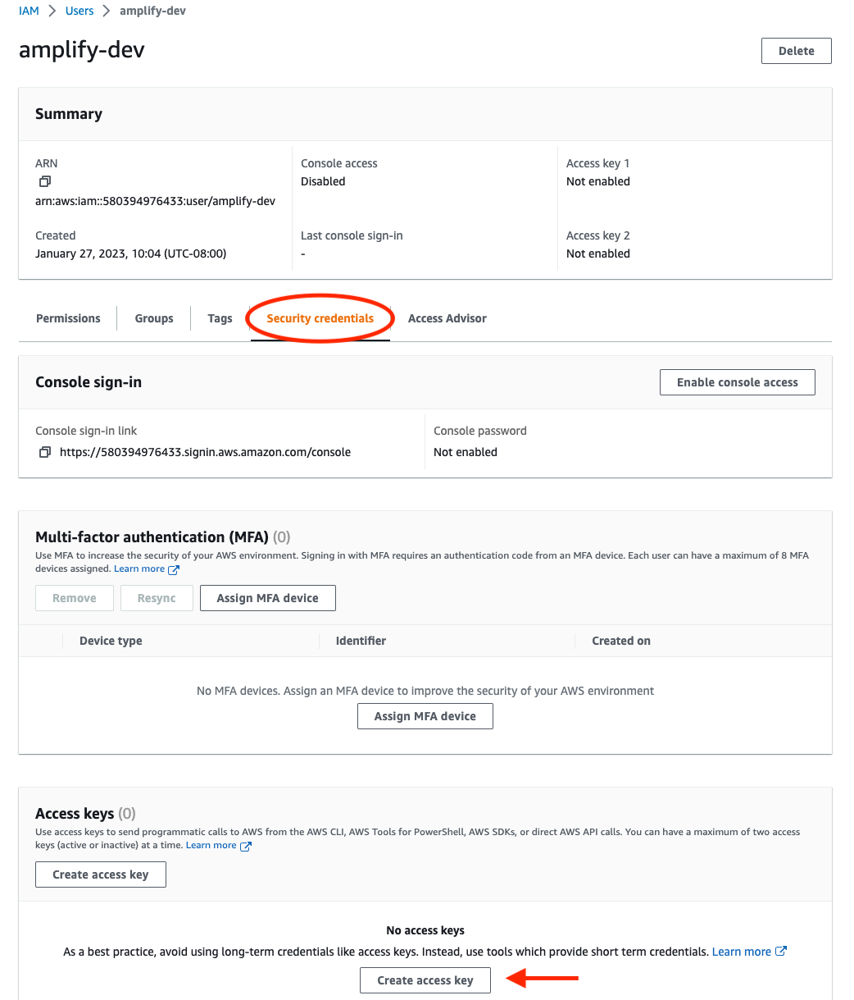 IAM > Users > amplify-dev
amplify-dev
Delete
Summary
ARN
arn:aws:iam::580394976433:user/amplify-dev
Created
January 27, 2023, 10:04 (UTC-08:00)
Console access
Disabled
Last console sign-in
-
Access key 1
Not enabled
Access key 2
Not enabled
Permissions
Groups
Tags
Security credentials
Access Advisor
Console sign-in
Enable console access
Console sign-in link
https://580394976433.signin.aws.amazon.com/console
Console password
Not enabled
Multi-factor authentication (MFA) (0)
Use MFA to increase the security of your AWS environment. Signing in with MFA requires an authentication code from an MFA device. Each user can have a maximum of 8 MFA
devices assigned. Learn more
Remove
Resync
Assign MFA device
Device type
Identifier
Created on
No MFA devices. Assign an MFA device to improve the security of your AWS environment
Assign MFA device
Access keys (0)
Use access keys to send programmatic calls to AWS from the AWS CLI, AWS Tools for PowerShell, AWS SDKs, or direct AWS API calls. You can have a maximum of two access
keys (active or inactive) at a time. Learn more
Create access key
No access keys
As a best practice, avoid using long-term credentials like access keys. Instead, use tools which provide short term credentials. Learn more
Create access key